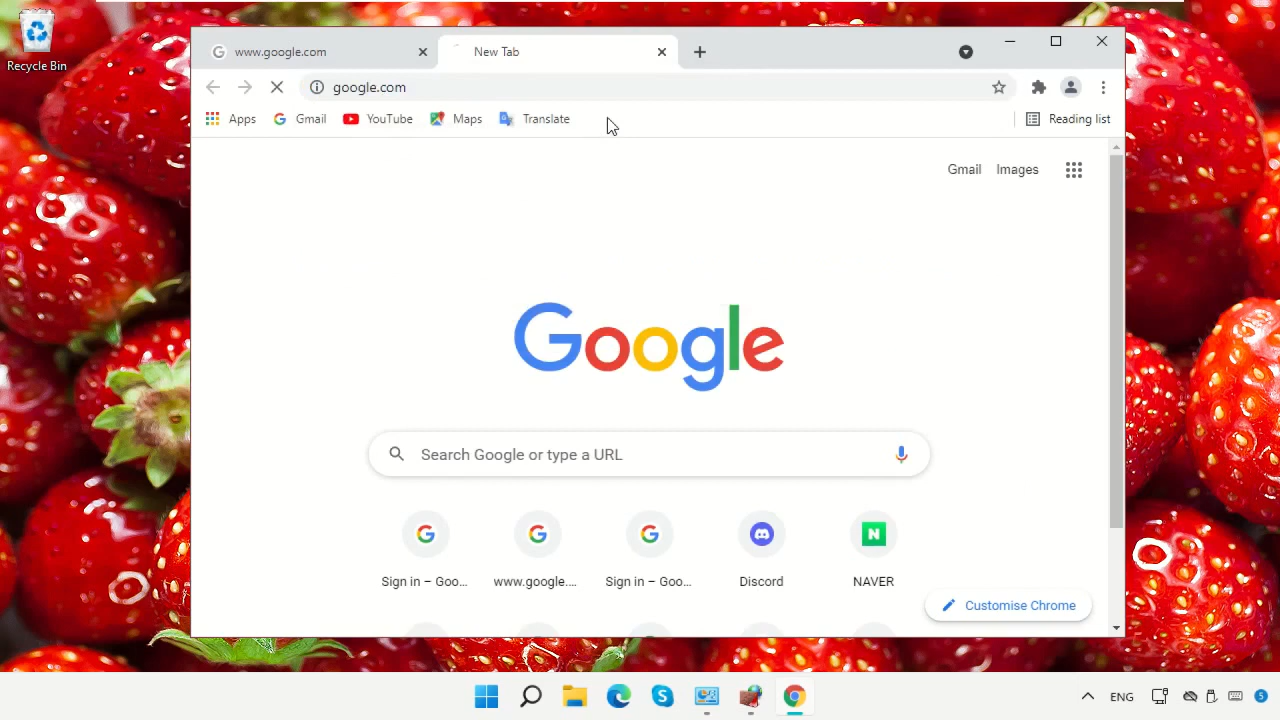 Recycle Bin
www.google.com
New Tab
google.com
Apps
Gmail
YouTube
Maps
Translate
Reading list
Gmail
Images
Google
Search Google or type a URL
Sign in – Goo...
www.google....
Sign in – Goo...
Discord
N
NAVER
Customise Chrome
ENG
5